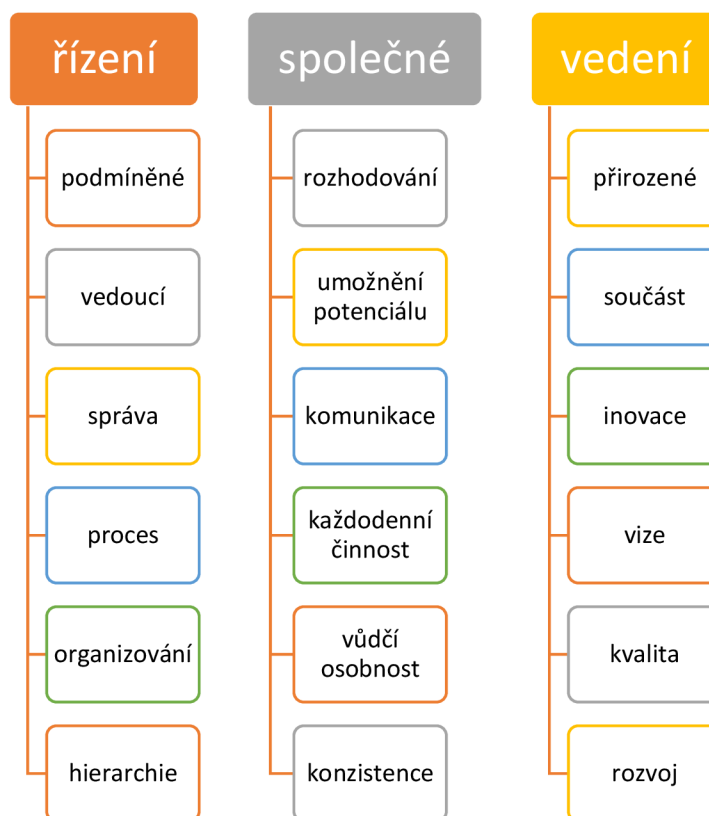 řízení
podmíněné
vedoucí
správa
proces
organizování
hierarchie
společné
rozhodování
umožnění
potenciálu
komunikace
každodenní
činnost
vůdčí
osobnost
konzistence
vedení
přirozené
součást
inovace
vize
kvalita
rozvoj